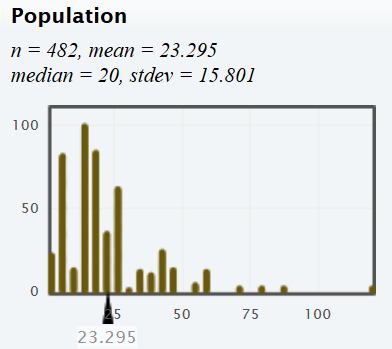 Population
n = 482, mean = 23.295
median = 20, stdev = 15.801
100
50
0
25 50 75 100
23.295